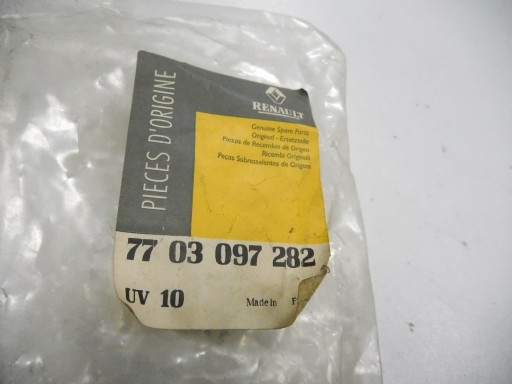 PIECES D'ORIGINE
RENAULT
Genuine Spare Parts
Original - Ersatzteile
Piezas de Recambio de Origen
Ricambi Originali
Peças Sobresselentes de Origem
77 03 097 282
UV 10
Made in